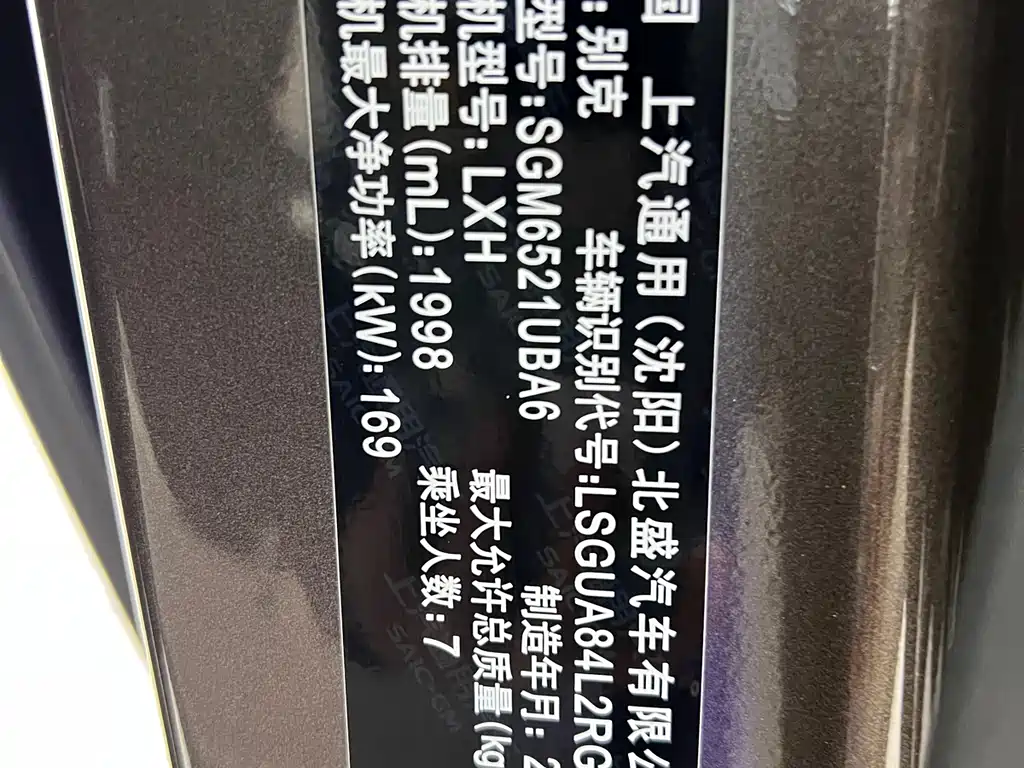 国 上汽通用(沈阳)北盛汽车有限公
:别克 车辆识别代号:LSGUA84L2RG
型号:SGM6521UBA6 制造年月:2
机型号:LXH 最大允许总质量(kg
机排量(mL):1998 乘坐人数:7
机最大净功率(kW):169